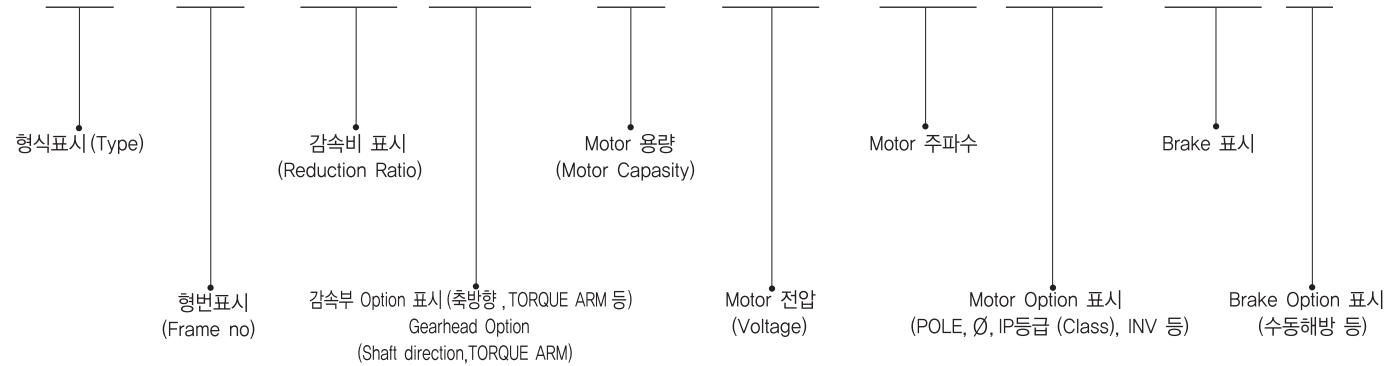 형식표시(Type)
감속비 표시
(Reduction Ratio)
Motor 용량
(Motor Capasity)
Motor 주파수
Brake 표시
형번표시
(Frame no)
감속부 Option 표시(축방향 ,TORQUE ARM 등)
Gearhead Option
(Shaft direction,TORQUE ARM)
Motor 전압
(Voltage)
Motor Option 표시
(POLE, Ø, IP등급 (Class), INV 등)
Brake Option 표시
(수동해방 등)